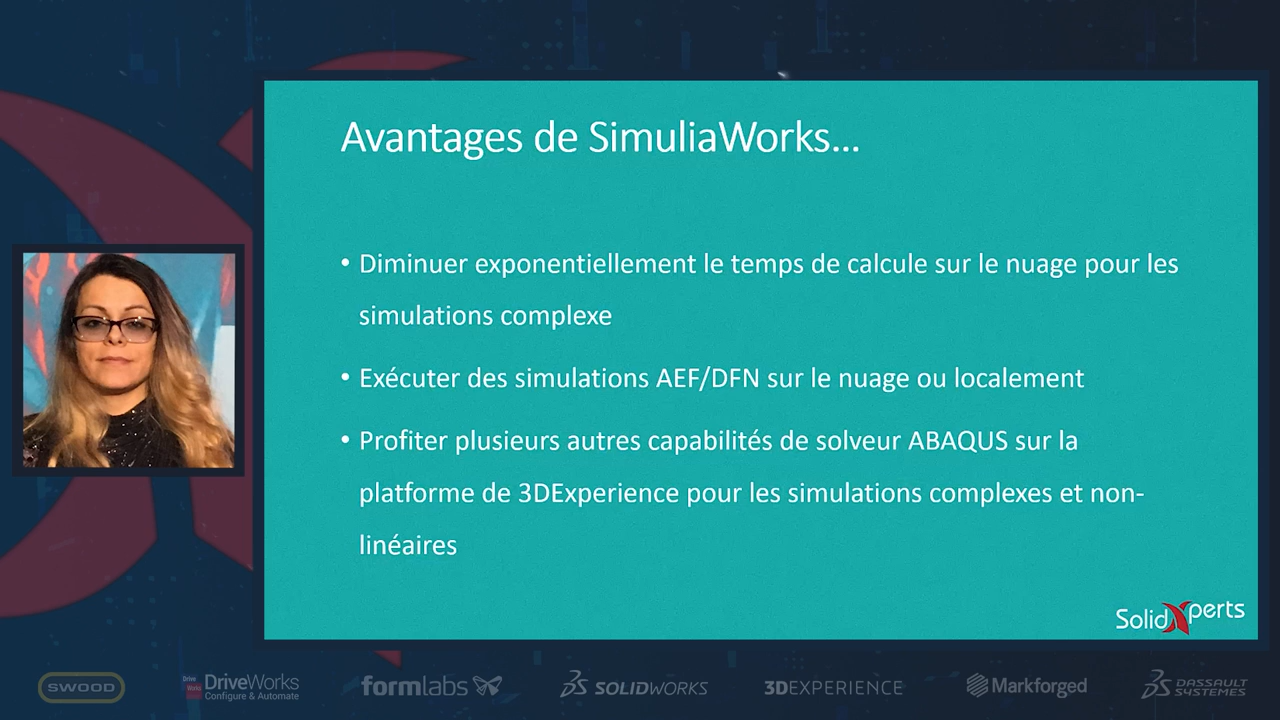 Avantages de SimuliaWorks...
• Diminuer exponentiellement le temps de calcule sur le nuage pour les
simulations complexe
• Exécuter des simulations AEF/DFN sur le nuage ou localement
• Profiter plusieurs autres capabilités de solveur ABAQUS sur la
platforme de 3DExperience pour les simulations complexes et non-
linéaires
SolidXperts
SWOOD
Drive Works
DriveWorks
Configure & Automate
formlabs
SOLIDWORKS
3DEXPERIENCE
Markforged
DASSAULT
SYSTEMES